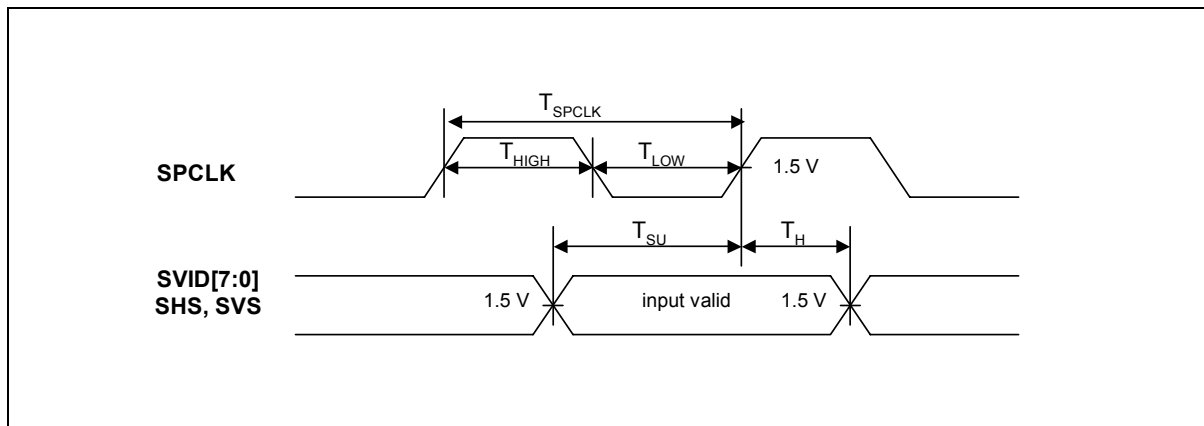 T_SPCLK
T_HIGH T_LOW
SPCLK 1.5 V
T_SU T_H
SVID[7:0]
SHS, SVS
1.5 V input valid 1.5 V